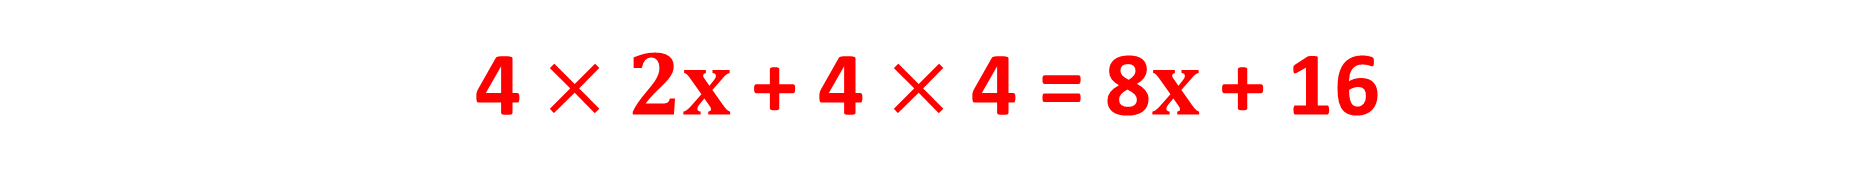 4 × 2x + 4 × 4 = 8x + 16